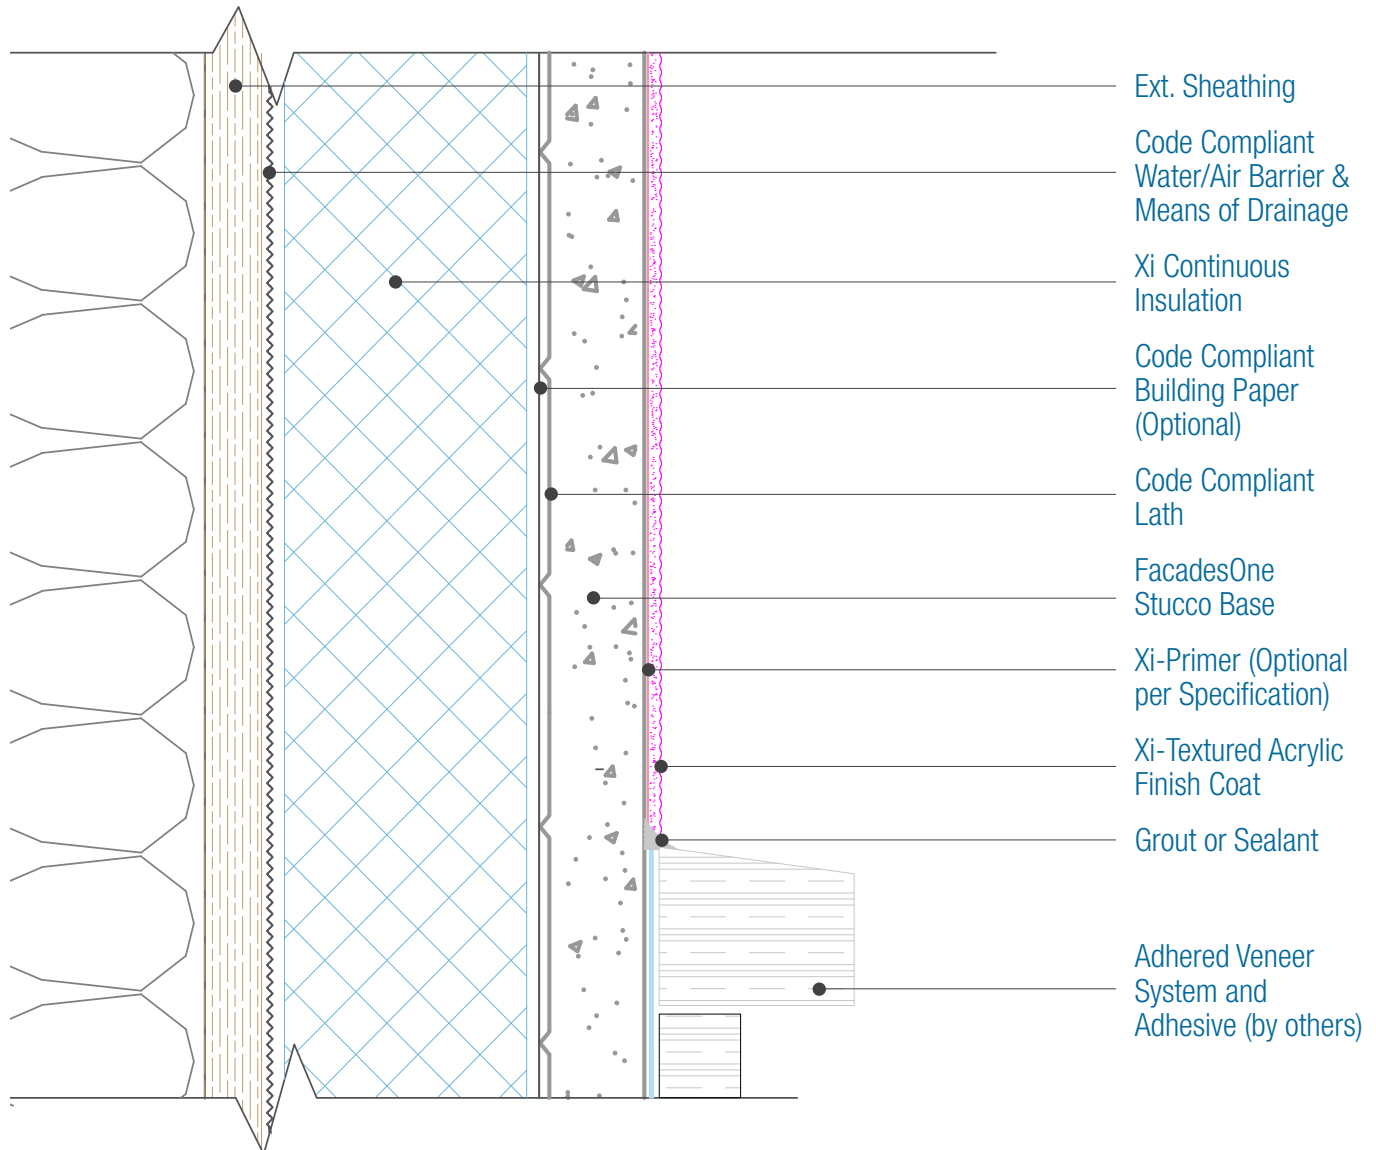 Ext. Sheathing
Code Compliant
Water/Air Barrier &
Means of Drainage
Xi Continuous
Insulation
Code Compliant
Building Paper
(Optional)
Code Compliant
Lath
FacadesOne
Stucco Base
Xi-Primer (Optional
per Specification)
Xi-Textured Acrylic
Finish Coat
Grout or Sealant
Adhered Veneer
System and
Adhesive (by others)